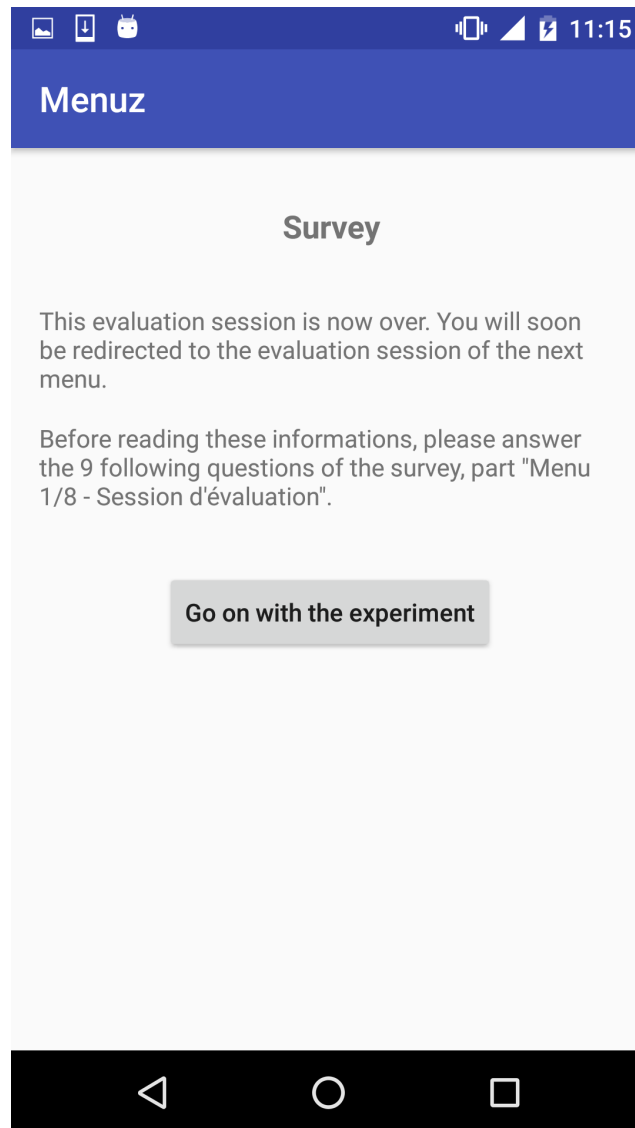 11:15
Menuz
Survey
This evaluation session is now over. You will soon
be redirected to the evaluation session of the next
menu.
Before reading these informations, please answer
the 9 following questions of the survey, part "Menu
1/8 - Session d'évaluation".
Go on with the experiment